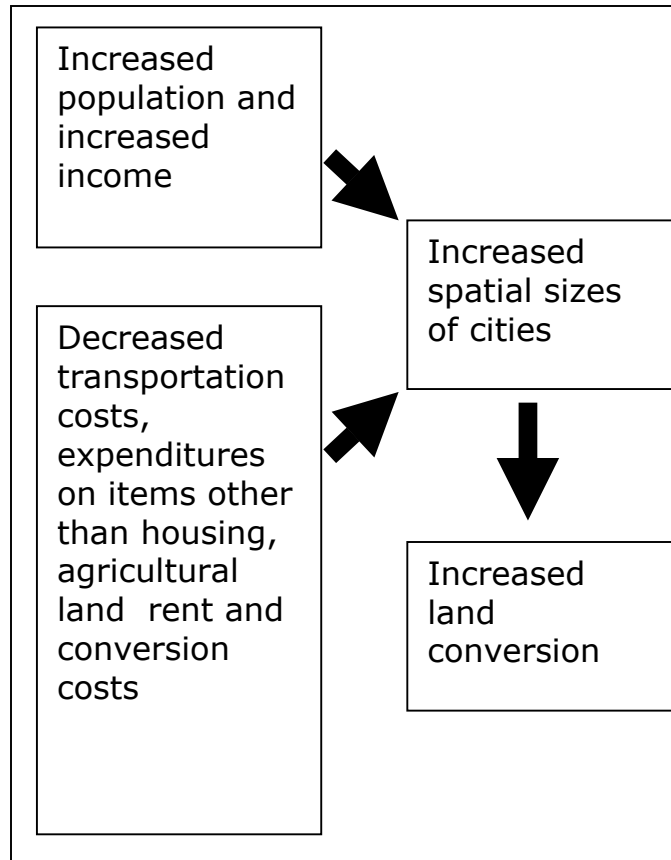 Increased
population and
increased
income
Increased
spatial sizes
of cities
Decreased
transportation
costs,
expenditures
on items other
than housing,
agricultural
land  rent and
conversion
costs
Increased
land
conversion